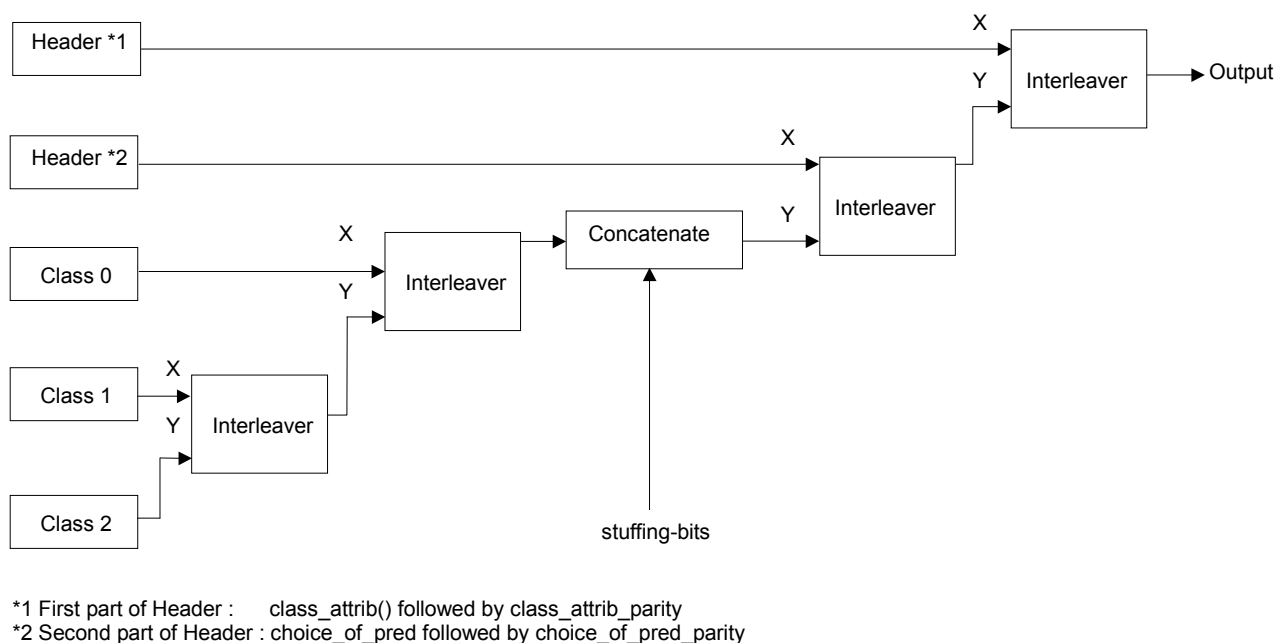 Header *1
X
Interleaver
Output
Y
Header *2
X
Interleaver
Y
Concatenate
X
Class 0
Interleaver
Y
Class 1
X
Interleaver
Y
Class 2
stuffing-bits
*1 First part of Header : class_attrib() followed by class_attrib_parity
*2 Second part of Header : choice_of_pred followed by choice_of_pred_parity